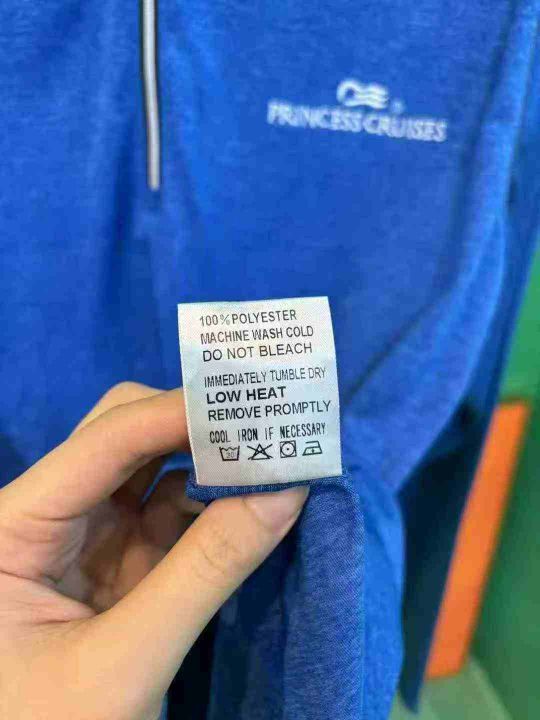 PRINCESS CRUISES
100% POLYESTER
MACHINE WASH COLD
DO NOT BLEACH
IMMEDIATELY TUMBLE DRY
LOW HEAT
REMOVE PROMPTLY
COOL IRON IF NECESSARY
30